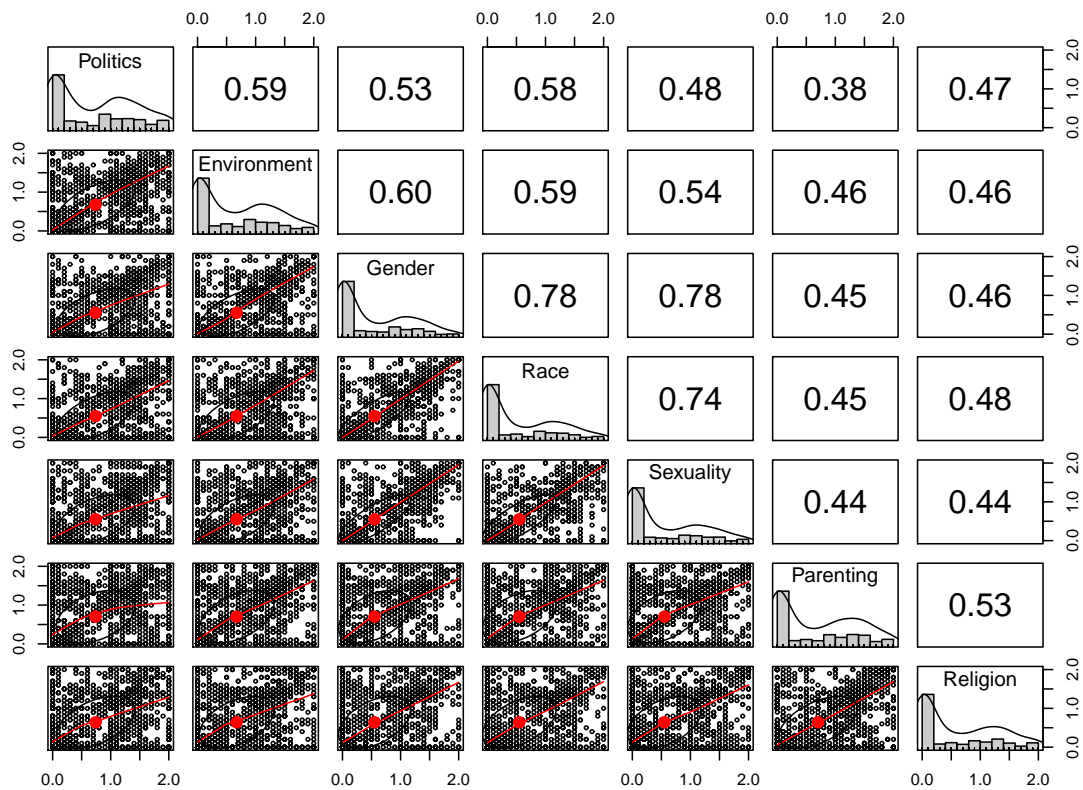 0.0 1.0 2.0 0.0 1.0 2.0 0.0 1.0 2.0
Politics 0.59 0.53 0.58 0.48 0.38 0.47 0.0 1.0 2.0
0.0 1.0 2.0 Environment 0.60 0.59 0.54 0.46 0.46
Gender 0.78 0.78 0.45 0.46 0.0 1.0 2.0
0.0 1.0 2.0 Race 0.74 0.45 0.48
Sexuality 0.44 0.44 0.0 1.0 2.0
0.0 1.0 2.0 Parenting 0.53
Religion 0.0 1.0 2.0
0.0 1.0 2.0 0.0 1.0 2.0 0.0 1.0 2.0 0.0 1.0 2.0